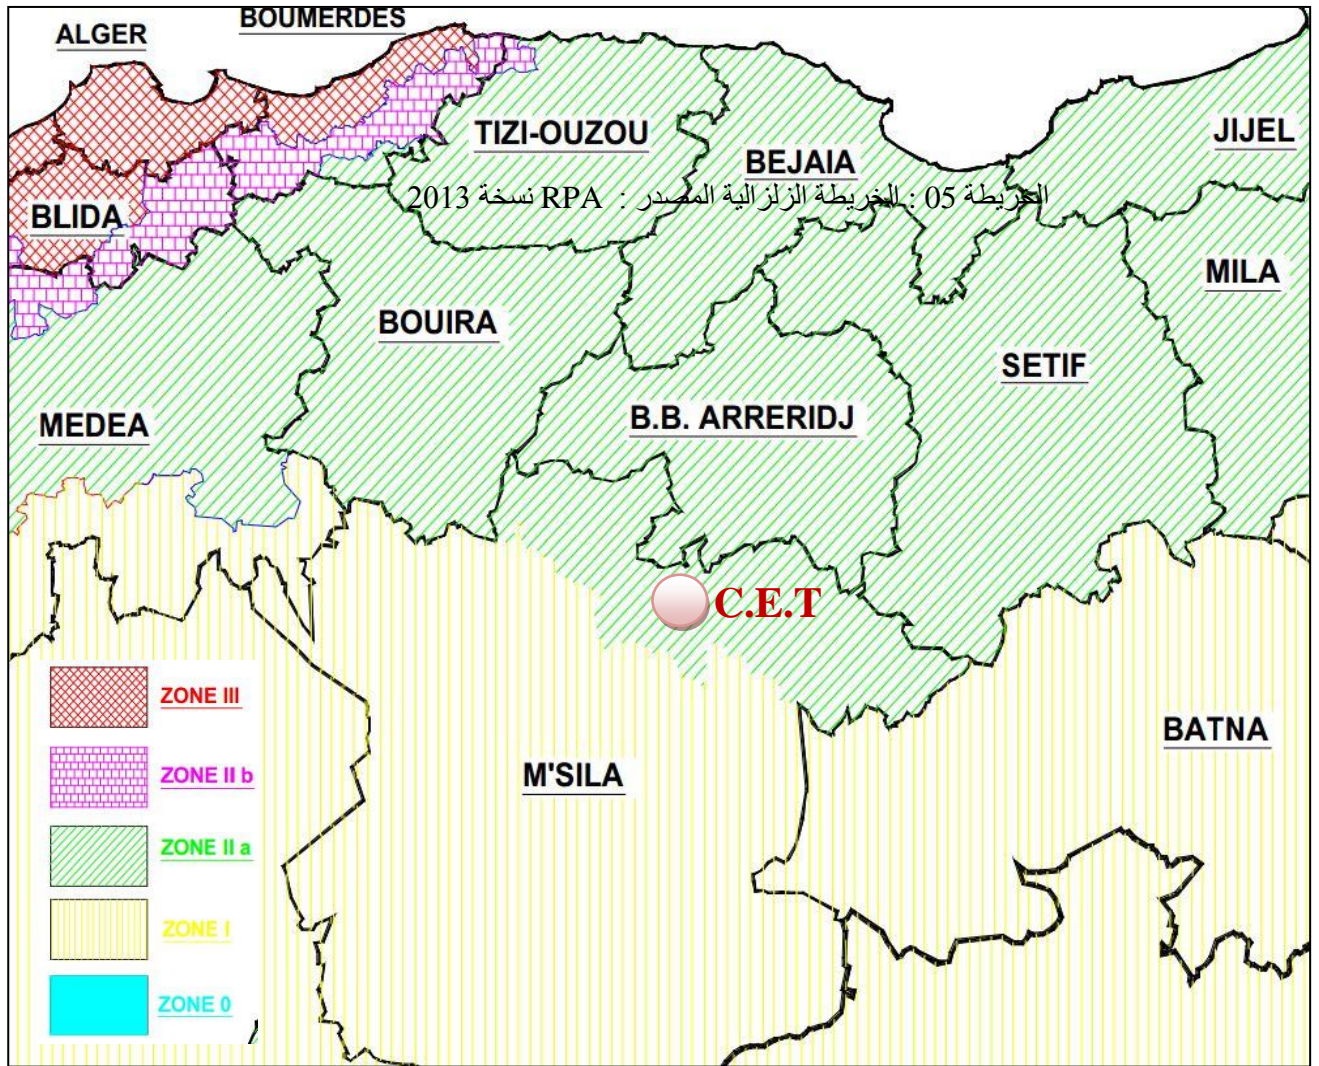 BOUMERDES
ALGER
TIZI-OUZOU
JIJEL
BEJAIA
الخريطة 05 : الخريطة الزلزالية المصدر : RPA نسخة 2013
BLIDA
MILA
BOUIRA
SETIF
MEDEA
B.B. ARRERIDJ
C.E.T
ZONE III
BATNA
M'SILA
ZONE II b
ZONE II a
ZONE I
ZONE 0